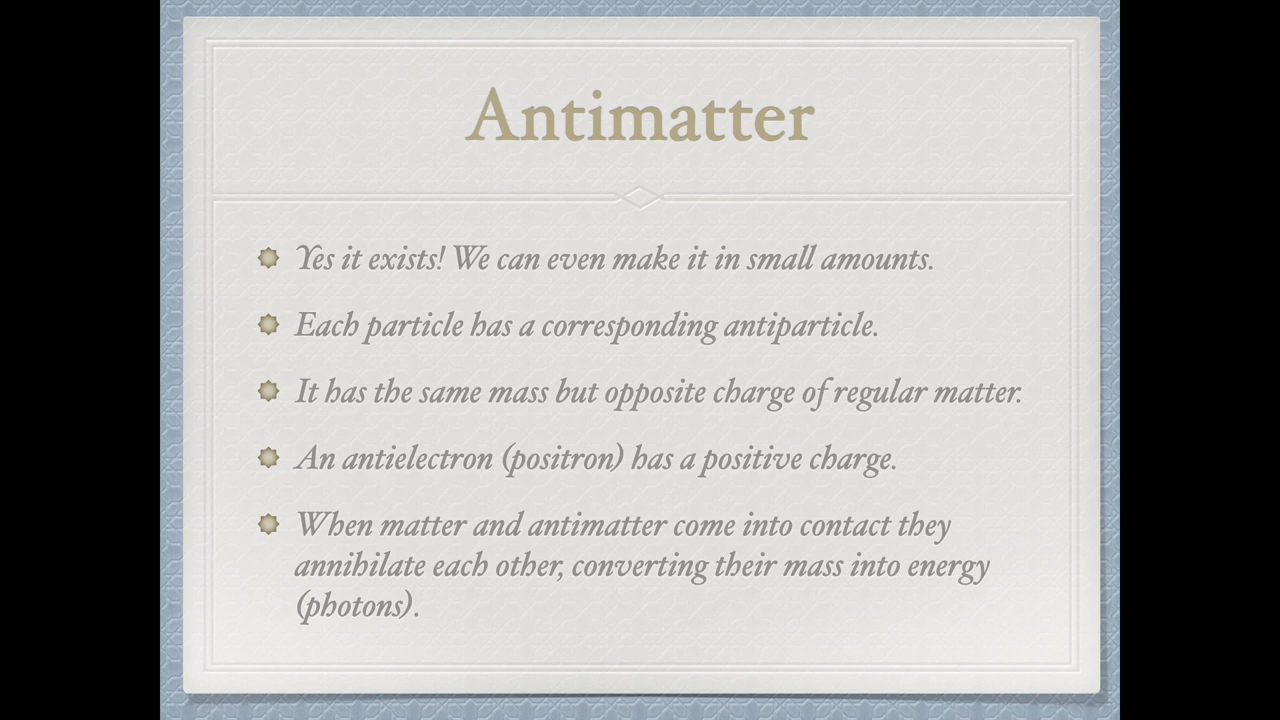 Antimatter
Yes it exists! We can even make it in small amounts.
Each particle has a corresponding antiparticle.
It has the same mass but opposite charge of regular matter.
An antielectron (positron) has a positive charge.
When matter and antimatter come into contact they
annihilate each other, converting their mass into energy
(photons).